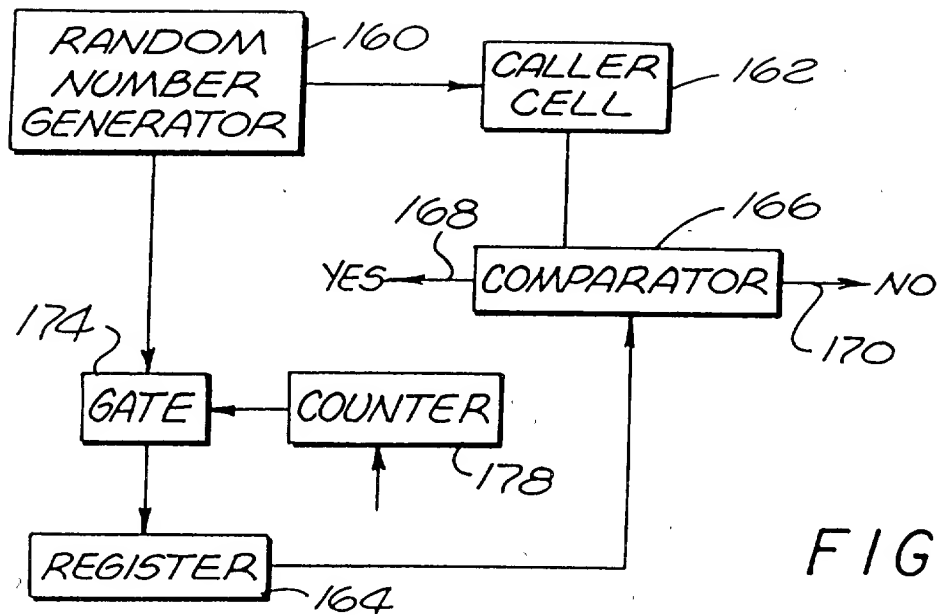 RANDOM
NUMBER
GENERATOR
160
CALLER
CELL
162
168
166
YES
COMPARATOR
NO
170
174
GATE
COUNTER
178
REGISTER
164
FIG